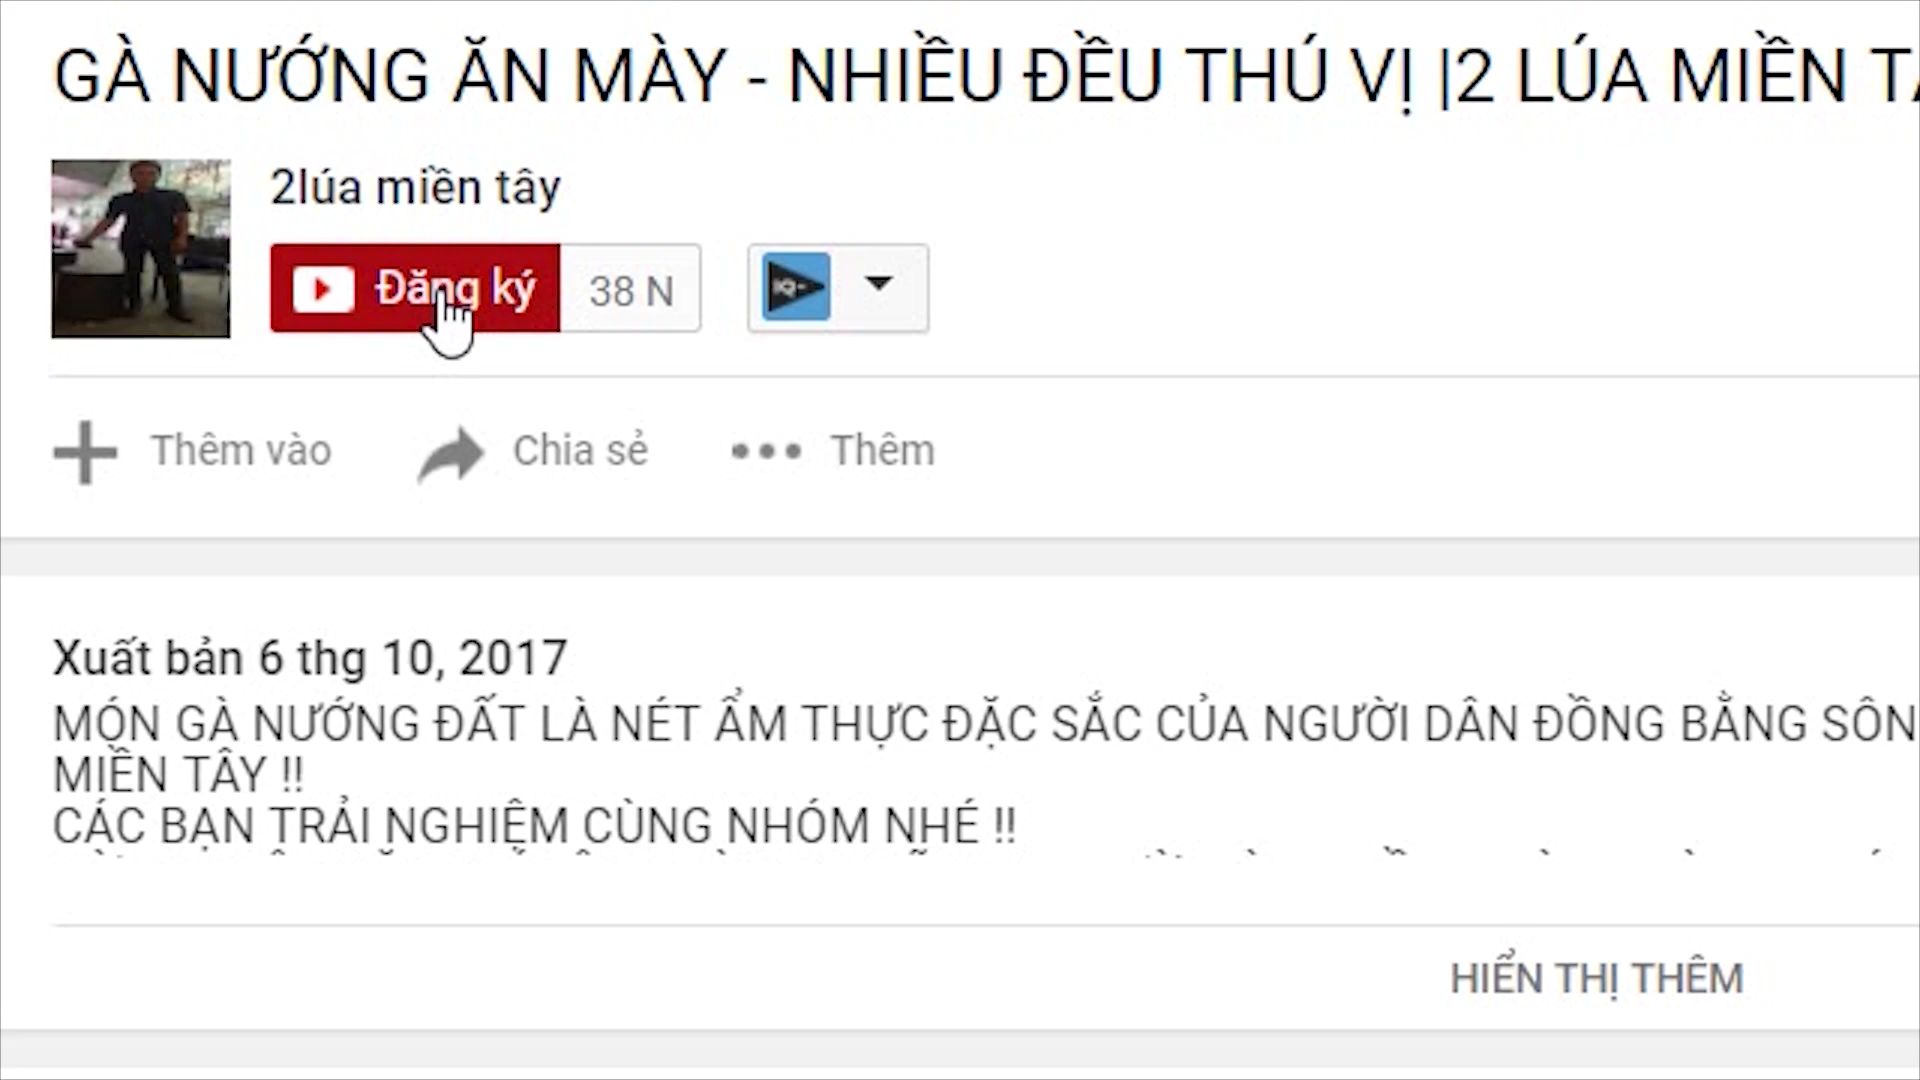 GÀ NƯỚNG ĂN MÀY - NHIỀU ĐỀU THÚ VỊ |2 LÚA MIỀN
2lúa miền tây
Đăng ký 38 N
IQ
Thêm vào Chia sẻ Thêm
Xuất bản 6 thg 10, 2017
MÓN GÀ NƯỚNG ĐẤT LÀ NÉT ẨM THỰC ĐẶC SẮC CỦA NGƯỜI DÂN ĐỒNG BẰNG SÔN
MIỀN TÂY !!
CÁC BẠN TRẢI NGHIỆM CÙNG NHÓM NHÉ !!
HIỂN THỊ THÊM